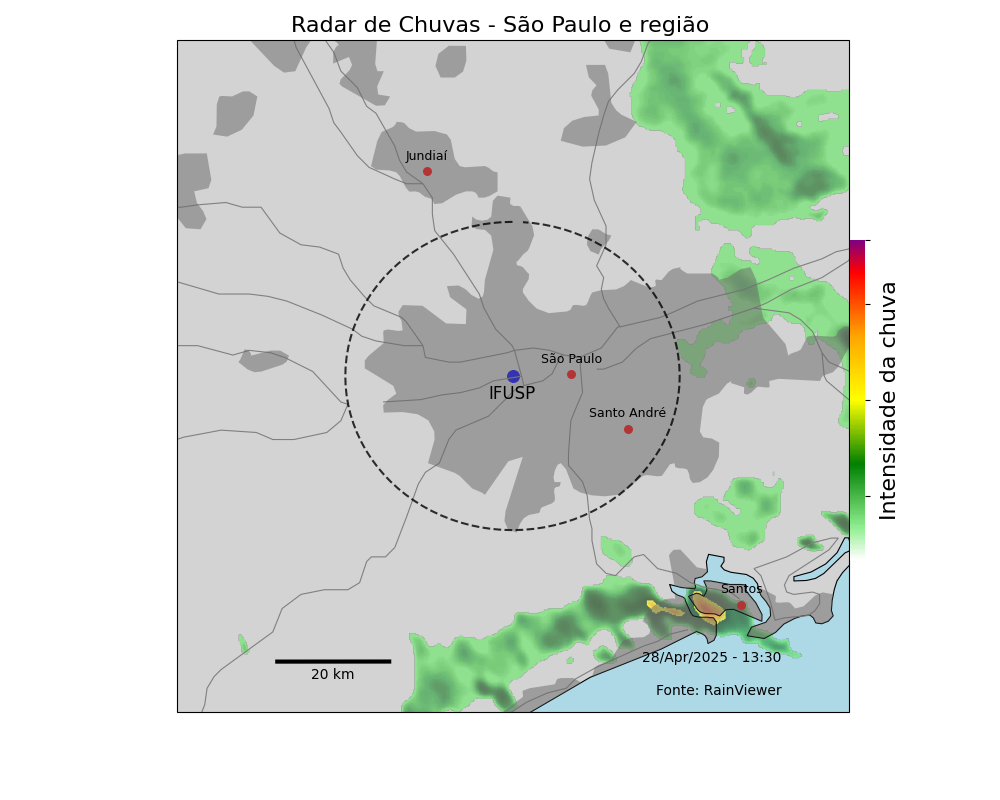 Radar de Chuvas - São Paulo e região
Jundiaí
São Paulo
IFUSP
Santo André
Intensidade da chuva
Santos
28/Apr/2025 - 13:30
20 km
Fonte: RainViewer